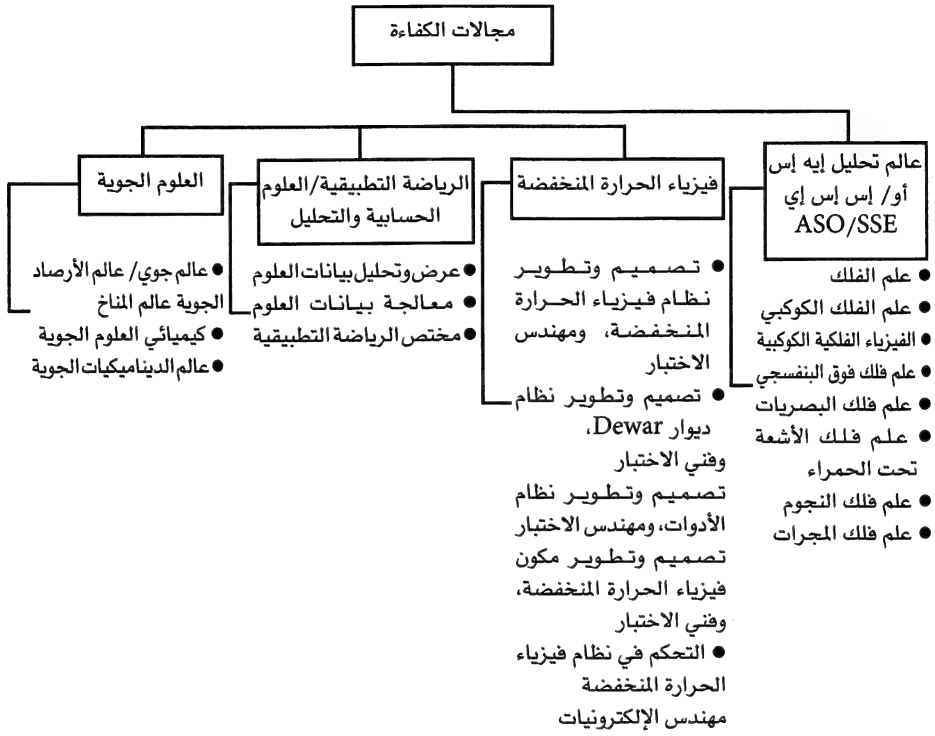 مجالات الكفاءة
عالم تحليل إيه إس
أو/ إس إس إي
ASO/SSE
● علم الفلك
● علم الفلك الكوكبي
● الفيزياء الفلكية الكوكبية
● علم فلك فوق البنفسجي
● علم فلك البصريات
● علم فلك الأشعة
تحت الحمراء
● علم فلك النجوم
● علم فلك المجرات
فيزياء الحرارة المنخفضة
● تصميم وتطوير
نظام فيزياء الحرارة
المنخفضة، ومهندس
الاختبار
● تصميم وتطوير نظام
ديوار Dewar،
وفني الاختبار
تصميم وتطوير نظام
الأدوات، ومهندس الاختبار
تصميم وتطوير مكون
فيزياء الحرارة المنخفضة،
وفني الاختبار
● التحكم في نظام فيزياء
الحرارة المنخفضة
مهندس الإلكترونيات
الرياضة التطبيقية/العلوم
الحسابية والتحليل
● عرض وتحليل بيانات العلوم
● معالجة بيانات العلوم
● مختص الرياضة التطبيقية
العلوم الجوية
● عالم جوي/ عالم الأرصاد
الجوية عالم المناخ
● كيميائي العلوم الجوية
● عالم الديناميكيات الجوية